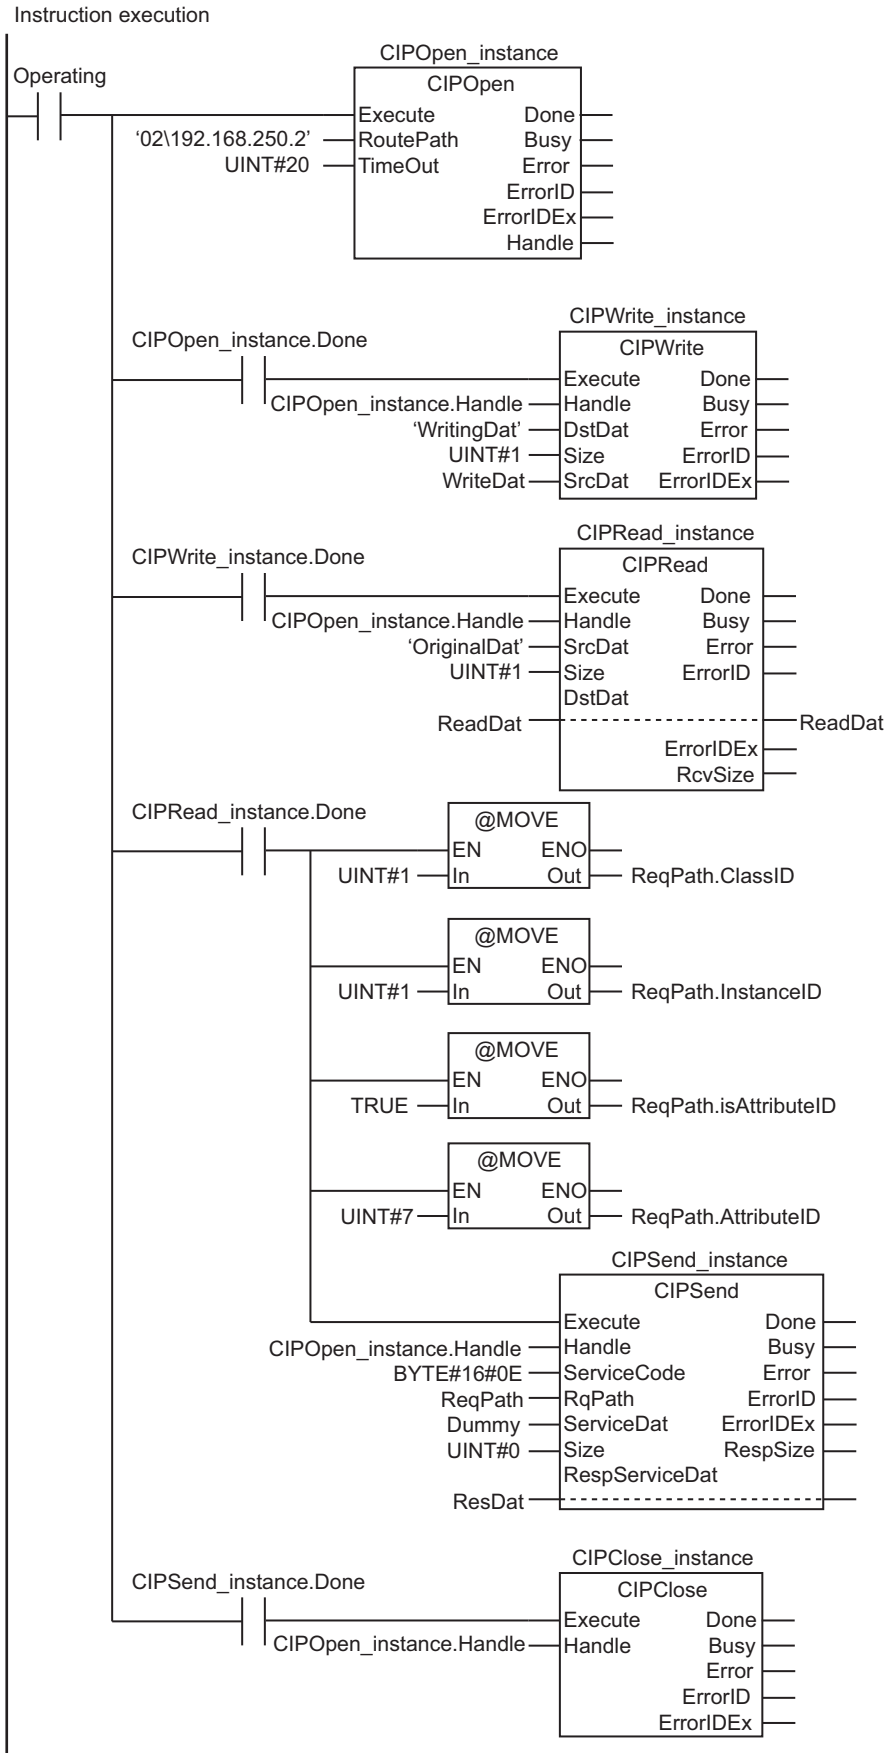 Instruction execution
Operating
CIPOpen_instance
CIPOpen
Execute Done
'02\192.168.250.2' RoutePath Busy
UINT#20 TimeOut Error
ErrorID
ErrorIDEx
Handle
CIPOpen_instance.Done
CIPWrite_instance
CIPWrite
Execute Done
CIPOpen_instance.Handle Handle Busy
‘WritingDat’ DstDat Error
UINT#1 Size ErrorID
WriteDat SrcDat ErrorIDEx
CIPWrite_instance.Done
CIPRead_instance
CIPRead
Execute Done
CIPOpen_instance.Handle Handle Busy
‘OriginalDat’ SrcDat Error
UINT#1 Size ErrorID
DstDat
ReadDat ReadDat
ErrorIDEx
RcvSize
CIPRead_instance.Done
@MOVE
EN ENO
UINT#1 In Out ReqPath.ClassID
@MOVE
EN ENO
UINT#1 In Out ReqPath.InstanceID
@MOVE
EN ENO
TRUE In Out ReqPath.isAttributeID
@MOVE
EN ENO
UINT#7 In Out ReqPath.AttributeID
CIPSend_instance
CIPSend
Execute Done
CIPOpen_instance.Handle Handle Busy
BYTE#16#0E ServiceCode Error
ReqPath RqPath ErrorID
Dummy ServiceDat ErrorIDEx
UINT#0 Size RespSize
RespServiceDat
ResDat
CIPSend_instance.Done
CIPClose_instance
CIPClose
Execute Done
CIPOpen_instance.Handle Handle Busy
Error
ErrorID
ErrorIDEx